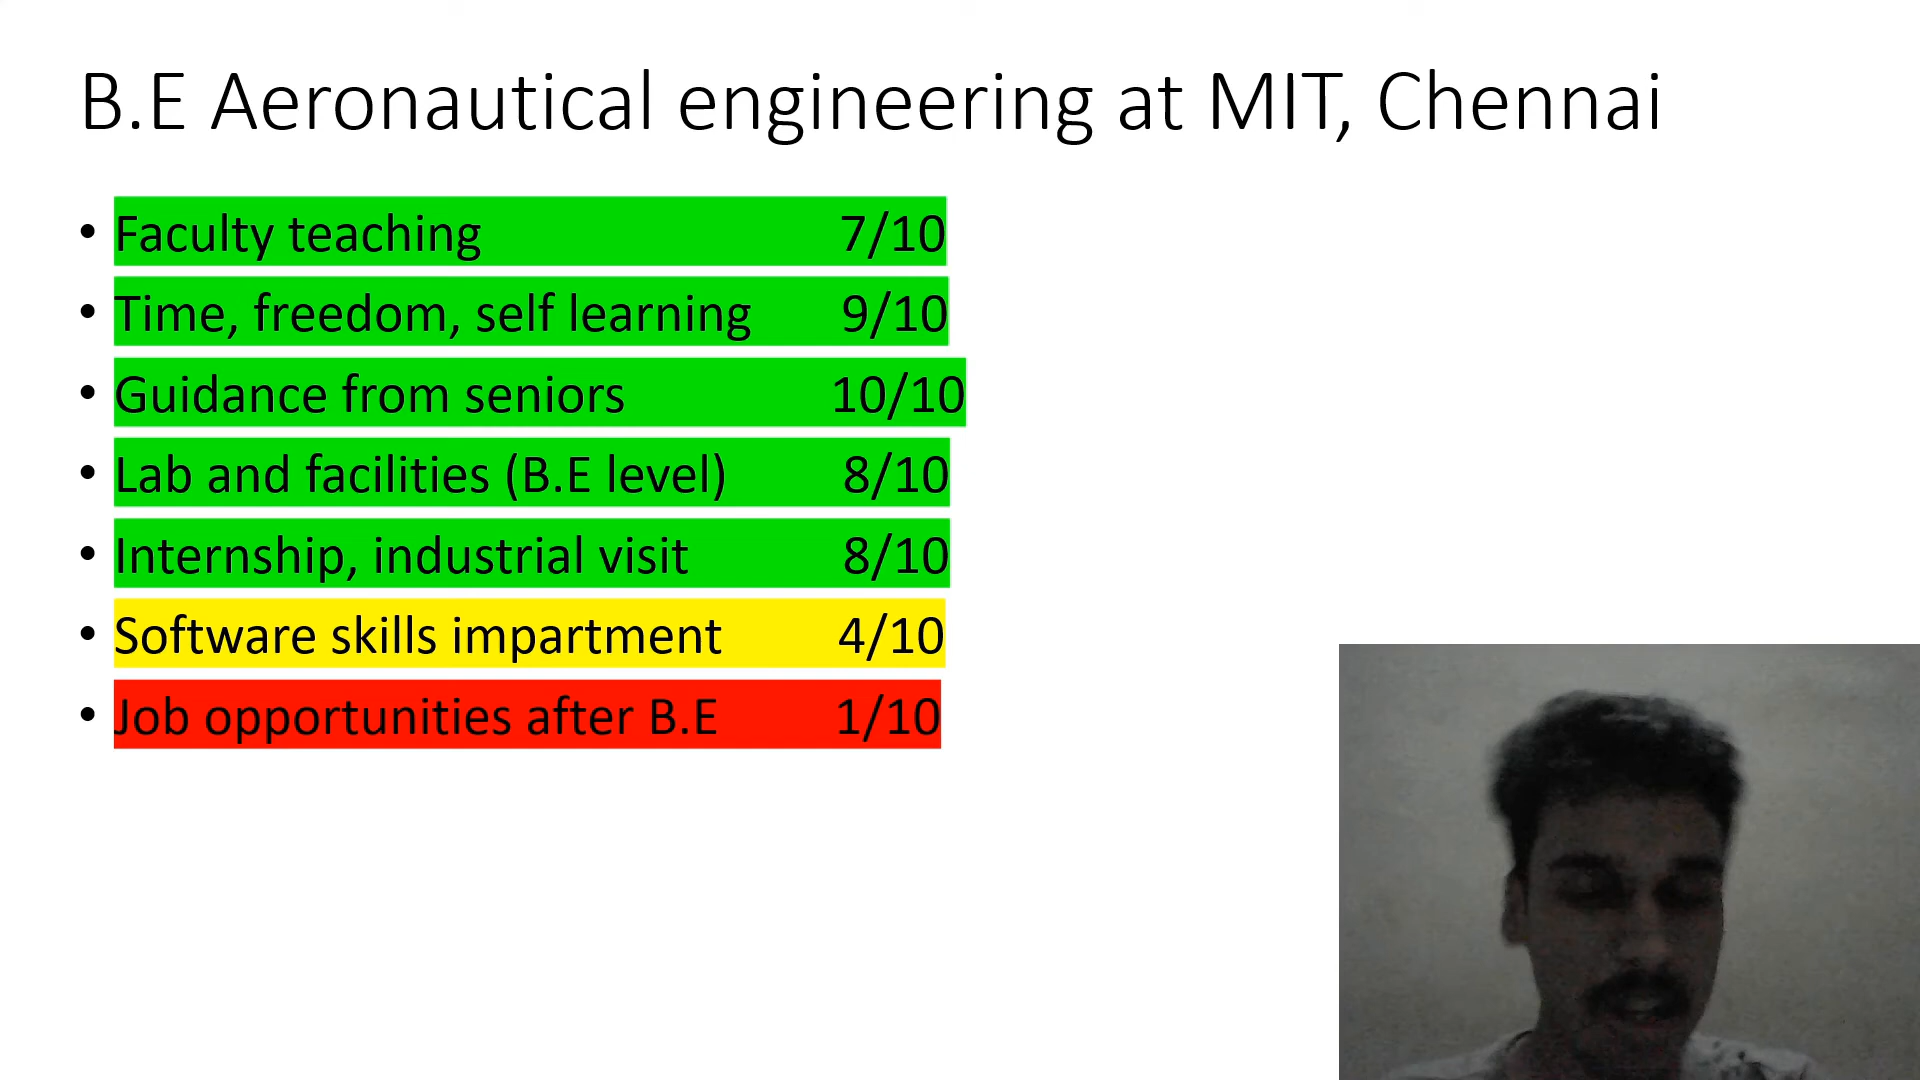 B.E Aeronautical engineering at MIT, Chennai
• Faculty teaching 7/10
• Time, freedom, self learning 9/10
• Guidance from seniors 10/10
• Lab and facilities (B.E level) 8/10
• Internship, industrial visit 8/10
• Software skills impartment 4/10
• Job opportunities after B.E 1/10